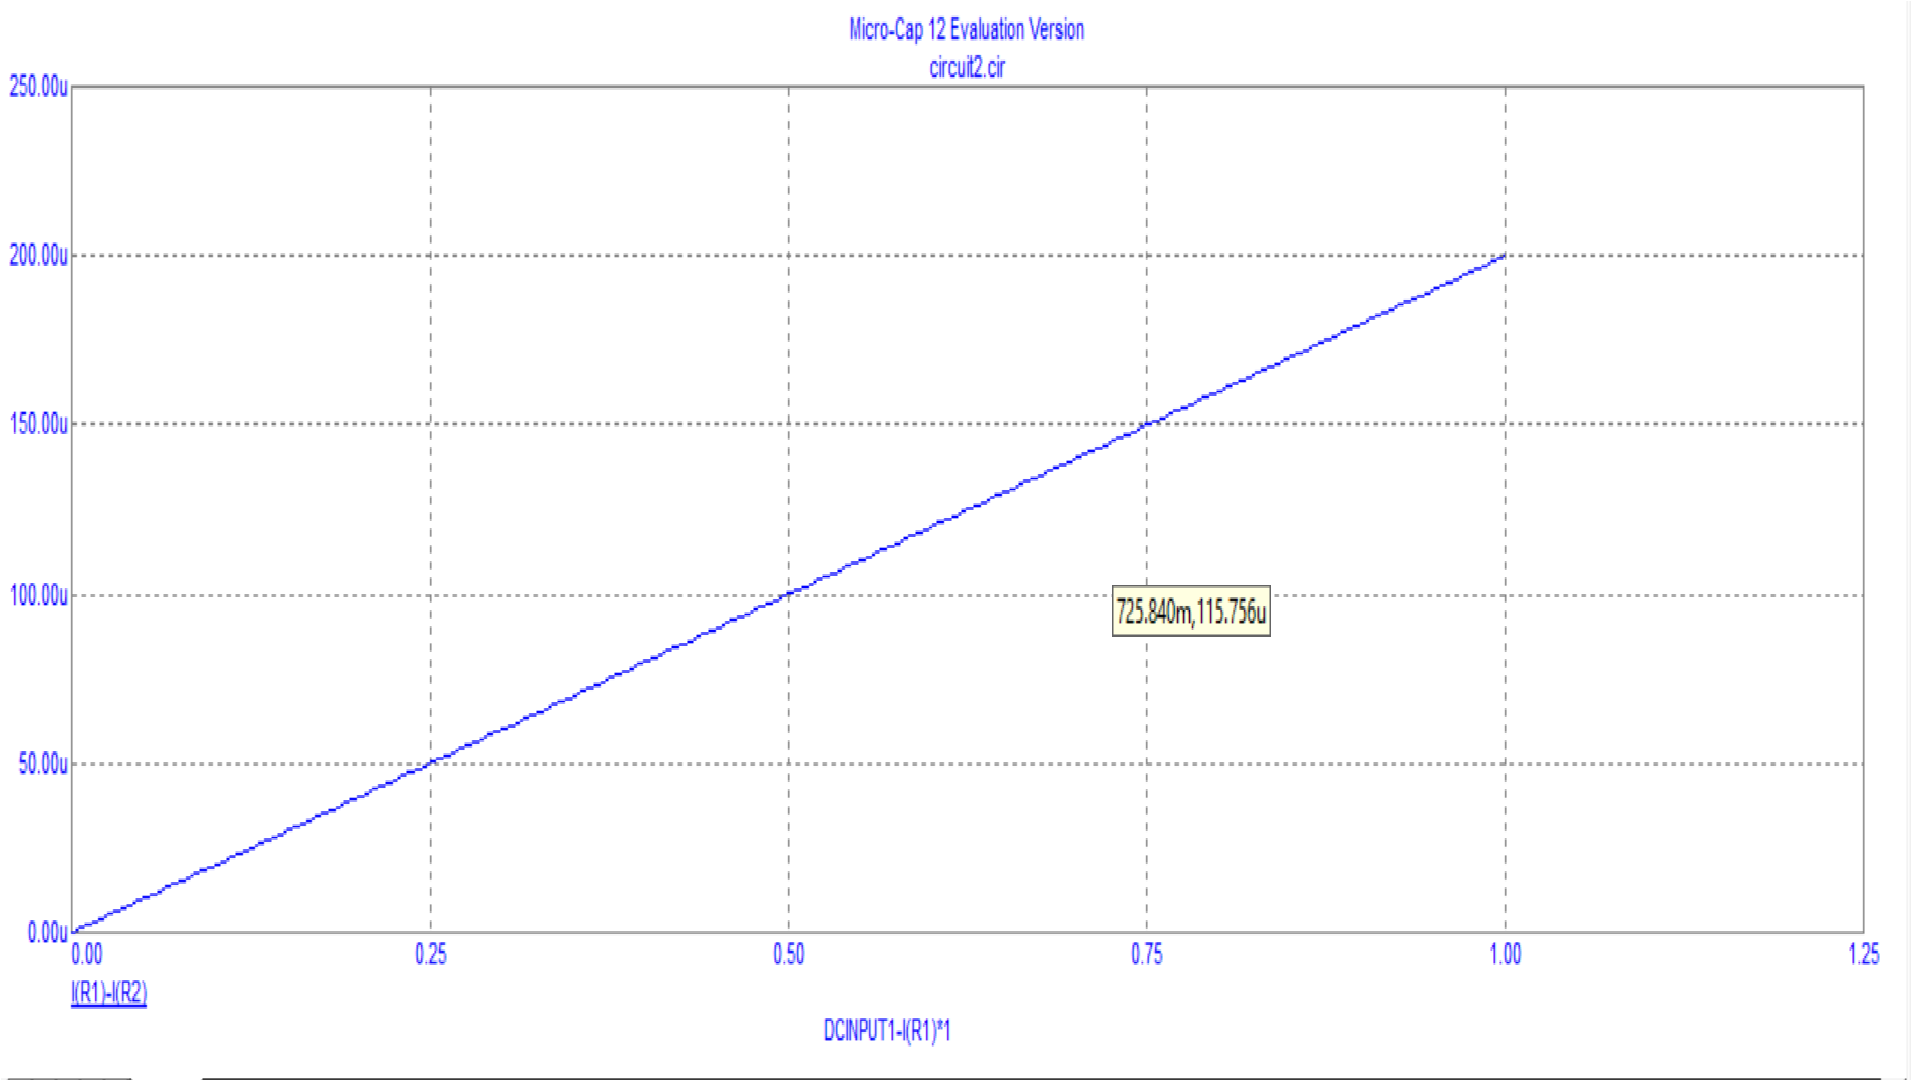 Micro-Cap 12 Evaluation Version
circuit2.cir
250.00u
200.00u
150.00u
100.00u
725.840m,115.756u
50.00u
0.00u
0.00 0.25 0.50 0.75 1.00 1.25
I(R1)-I(R2)
DCINPUT1-I(R1)*1